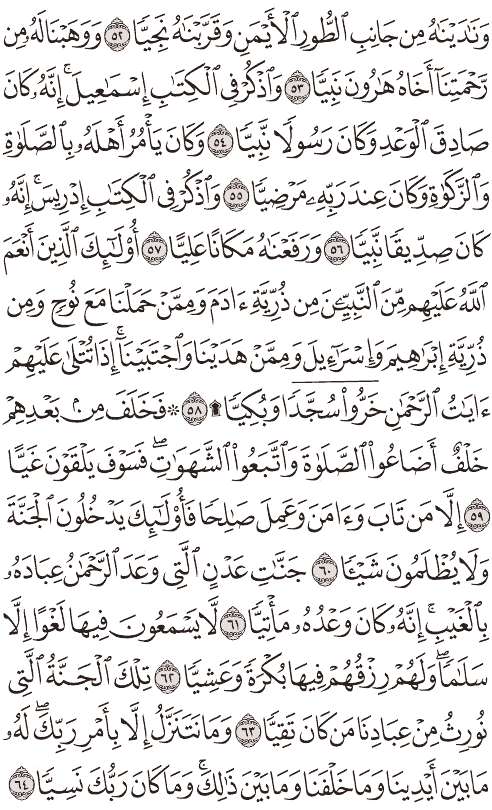 وَنَٰدَيۡنَٰهُ مِن جَانِبِ ٱلطُّورِ ٱلۡأَيۡمَنِ وَقَرَّبۡنَٰهُ نَجِيّٗا ٥٢ وَوَهَبۡنَا لَهُۥ مِن
رَّحۡمَتِنَآ أَخَاهُ هَٰرُونَ نَبِيّٗا ٥٣ وَٱذۡكُرۡ فِي ٱلۡكِتَٰبِ إِسۡمَٰعِيلَۚ إِنَّهُۥ كَانَ
صَادِقَ ٱلۡوَعۡدِ وَكَانَ رَسُولٗا نَّبِيّٗا ٥٤ وَكَانَ يَأۡمُرُ أَهۡلَهُۥ بِٱلصَّلَوٰةِ
وَٱلزَّكَوٰةِ وَكَانَ عِندَ رَبِّهِۦ مَرۡضِيّٗا ٥٥ وَٱذۡكُرۡ فِي ٱلۡكِتَٰبِ إِدۡرِيسَۚ إِنَّهُۥ
كَانَ صِدِّيقٗا نَّبِيّٗا ٥٦ وَرَفَعۡنَٰهُ مَكَانًا عَلِيًّا ٥٧ أُوْلَٰٓئِكَ ٱلَّذِينَ أَنۡعَمَ
ٱللَّهُ عَلَيۡهِم مِّنَ ٱلنَّبِيِّـۧنَ مِن ذُرِّيَّةِ ءَادَمَ وَمِمَّنۡ حَمَلۡنَا مَعَ نُوحٖ وَمِن
ذُرِّيَّةِ إِبۡرَٰهِيمَ وَإِسۡرَٰٓءِيلَ وَمِمَّنۡ هَدَيۡنَا وَٱجۡتَبَيۡنَآۚ إِذَا تُتۡلَىٰ عَلَيۡهِمۡ
ءَايَٰتُ ٱلرَّحۡمَٰنِ خَرُّواْۤ سُجَّدٗاۤ وَبُكِيّٗا۩ ٥٨ ۞ فَخَلَفَ مِنۢ بَعۡدِهِمۡ
خَلۡفٌ أَضَاعُواْ ٱلصَّلَوٰةَ وَٱتَّبَعُواْ ٱلشَّهَوَٰتِۖ فَسَوۡفَ يَلۡقَوۡنَ غَيًّا
٥٩ إِلَّا مَن تَابَ وَءَامَنَ وَعَمِلَ صَٰلِحٗا فَأُوْلَٰٓئِكَ يَدۡخُلُونَ ٱلۡجَنَّةَ
وَلَا يُظۡلَمُونَ شَيۡـٔٗا ٦٠ جَنَّٰتِ عَدۡنٍ ٱلَّتِي وَعَدَ ٱلرَّحۡمَٰنُ عِبَادَهُۥ
بِٱلۡغَيۡبِۚ إِنَّهُۥ كَانَ وَعۡدُهُۥ مَأۡتِيّٗا ٦١ لَّا يَسۡمَعُونَ فِيهَا لَغۡوًا إِلَّا
سَلَٰمٗاۖ وَلَهُمۡ رِزۡقُهُمۡ فِيهَا بُكۡرَةٗ وَعَشِيّٗا ٦٢ تِلۡكَ ٱلۡجَنَّةُ ٱلَّتِي
نُورِثُ مِنۡ عِبَادِنَا مَن كَانَ تَقِيّٗا ٦٣ وَمَا نَتَنَزَّلُ إِلَّا بِأَمۡرِ رَبِّكَۖ لَهُۥ
مَا بَيۡنَ أَيۡدِينَا وَمَا خَلۡفَنَا وَمَا بَيۡنَ ذَٰلِكَۚ وَمَا كَانَ رَبُّكَ نَسِيّٗا ٦٤